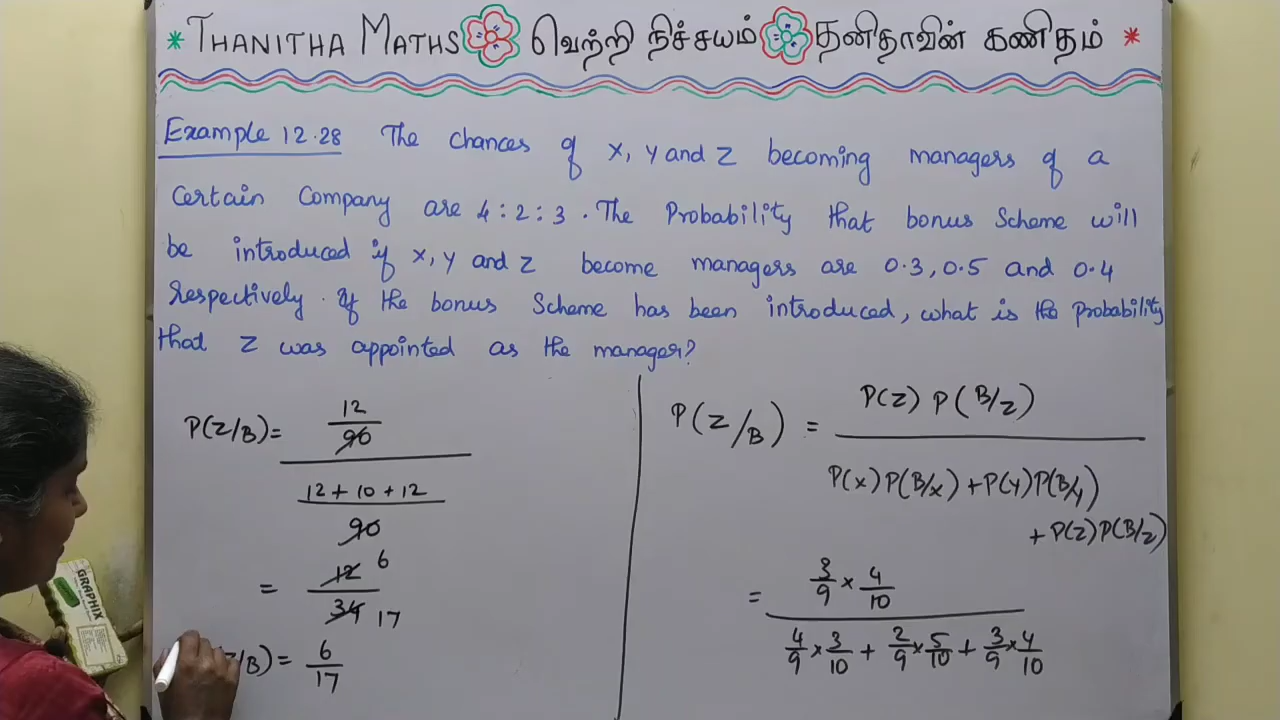 * THANITHA MATHS வெற்றி நிச்சயம் தனிதாவின் கணிதம் *
Example 12.28 The chances of X, Y and Z becoming managers of a
certain Company are 4 : 2 : 3 . The Probability that bonus Scheme will
be introduced if X, Y and Z become managers are 0.3, 0.5 and 0.4
respectively. If the bonus Scheme has been introduced, what is the probability
that Z was appointed as the manager?
P(Z/B) =
12
90
12 + 10 + 12
90
= 12 6
34 17
/B) = 6
17
P(Z/B) = P(Z) P(B/Z)
P(X) P(B/X) + P(Y) P(B/Y)
+ P(Z) P(B/Z)
= 3/9 × 4/10
4/9 × 3/10 + 2/9 × 5/10 + 3/9 × 4/10
GRAPHIX